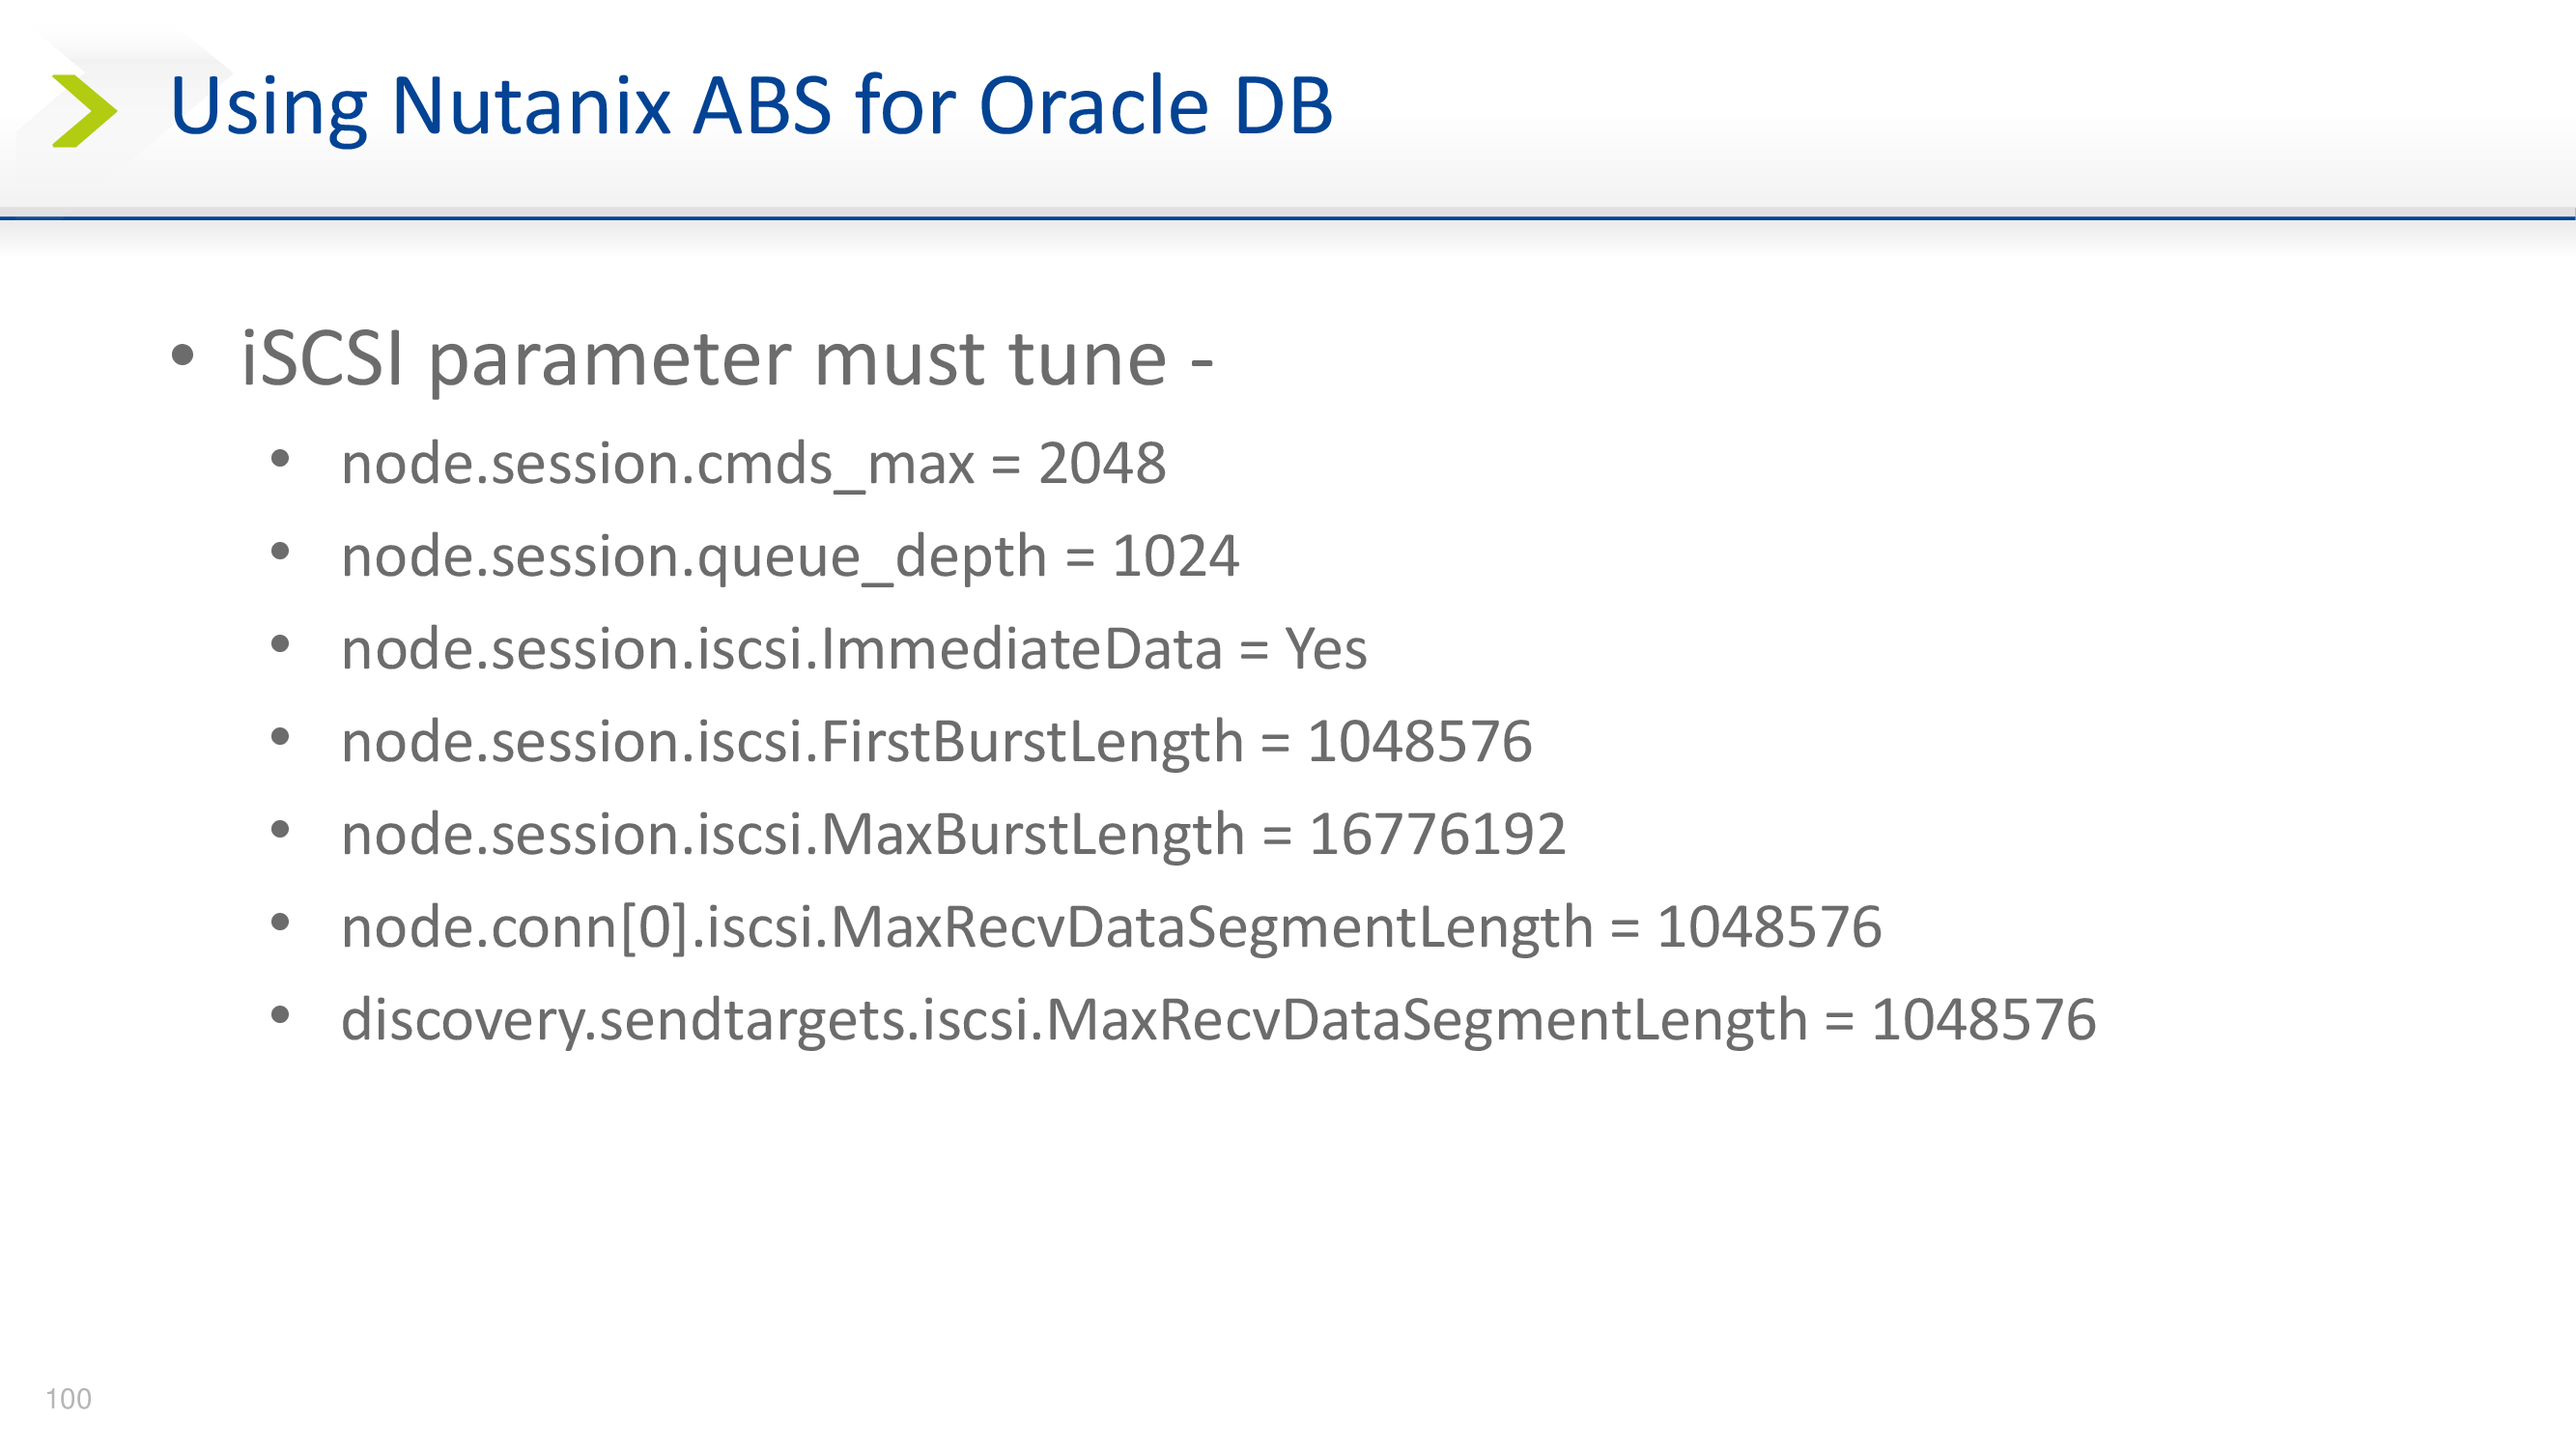 Using Nutanix ABS for Oracle DB
• iSCSI parameter must tune -
• node.session.cmds_max = 2048
• node.session.queue_depth = 1024
• node.session.iscsi.ImmediateData = Yes
• node.session.iscsi.FirstBurstLength = 1048576
• node.session.iscsi.MaxBurstLength = 16776192
• node.conn[0].iscsi.MaxRecvDataSegmentLength = 1048576
• discovery.sendtargets.iscsi.MaxRecvDataSegmentLength = 1048576
100